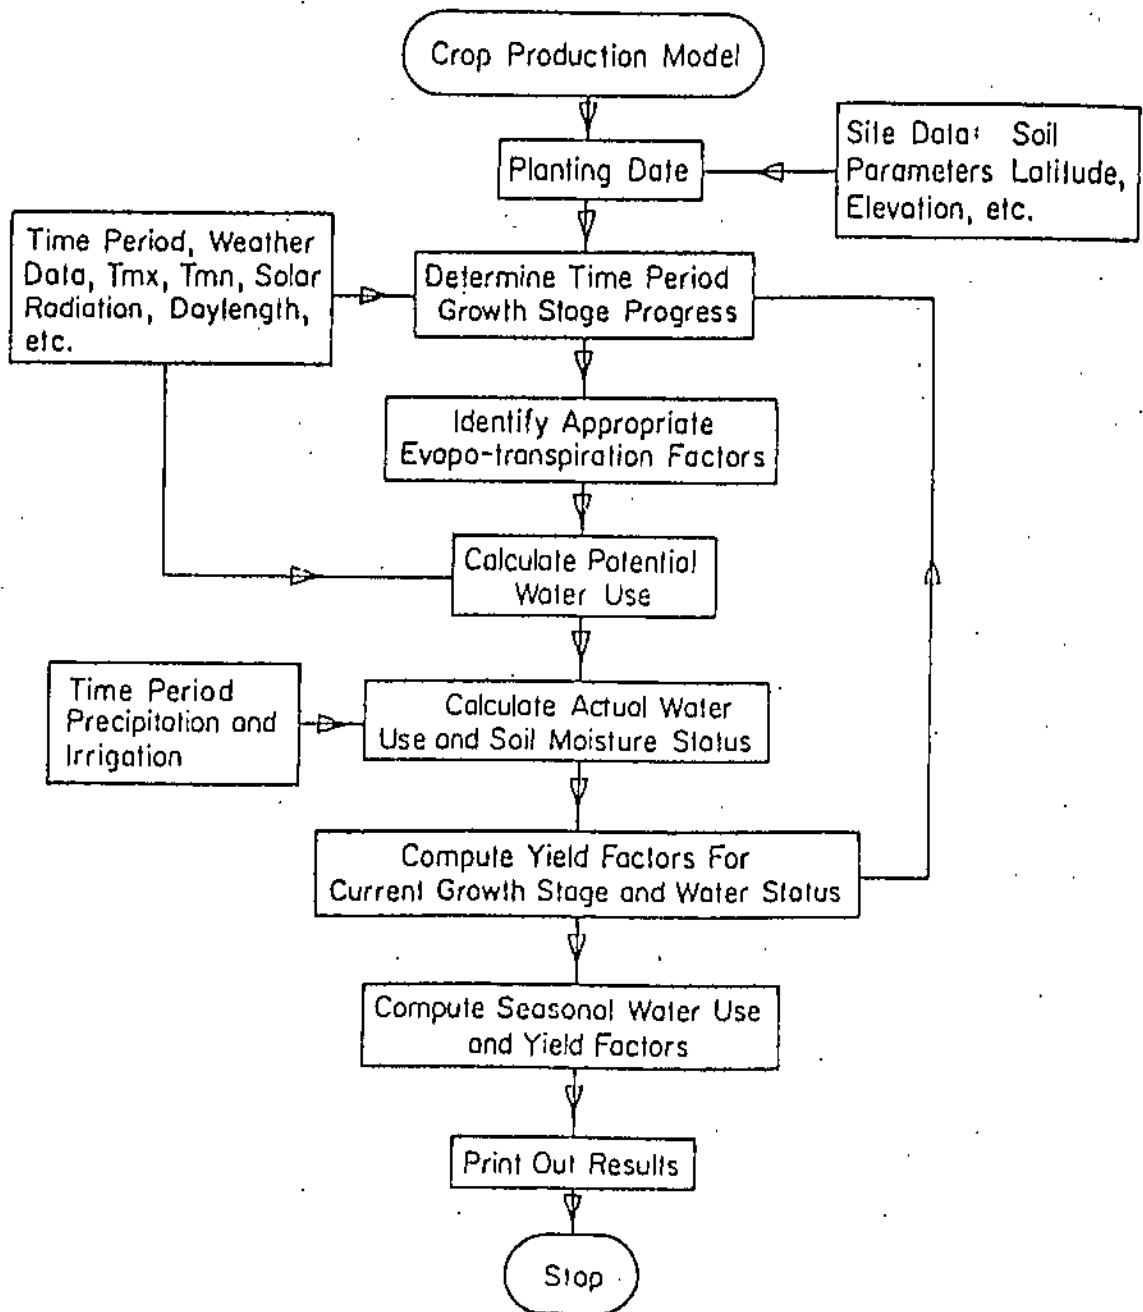 Crop Production Model
Planting Date
Site Data: Soil
Parameters Latitude,
Elevation, etc.
Time Period, Weather
Data, Tmx, Tmn, Solar
Radiation, Daylength,
etc.
Determine Time Period
Growth Stage Progress
Identify Appropriate
Evapo-transpiration Factors
Calculate Potential
Water Use
Time Period
Precipitation and
Irrigation
Calculate Actual Water
Use and Soil Moisture Status
Compute Yield Factors For
Current Growth Stage and Water Status
Compute Seasonal Water Use
and Yield Factors
Print Out Results
Stop